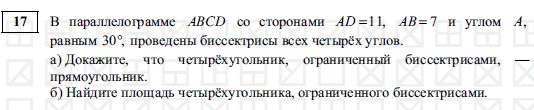 17 В параллелограмме ABCD со сторонами AD = 11, AB = 7 и углом A,
равным 30°, проведены биссектрисы всех четырёх углов.
а) Докажите, что четырёхугольник, ограниченный биссектрисами, —
прямоугольник.
б) Найдите площадь четырёхугольника, ограниченного биссектрисами.